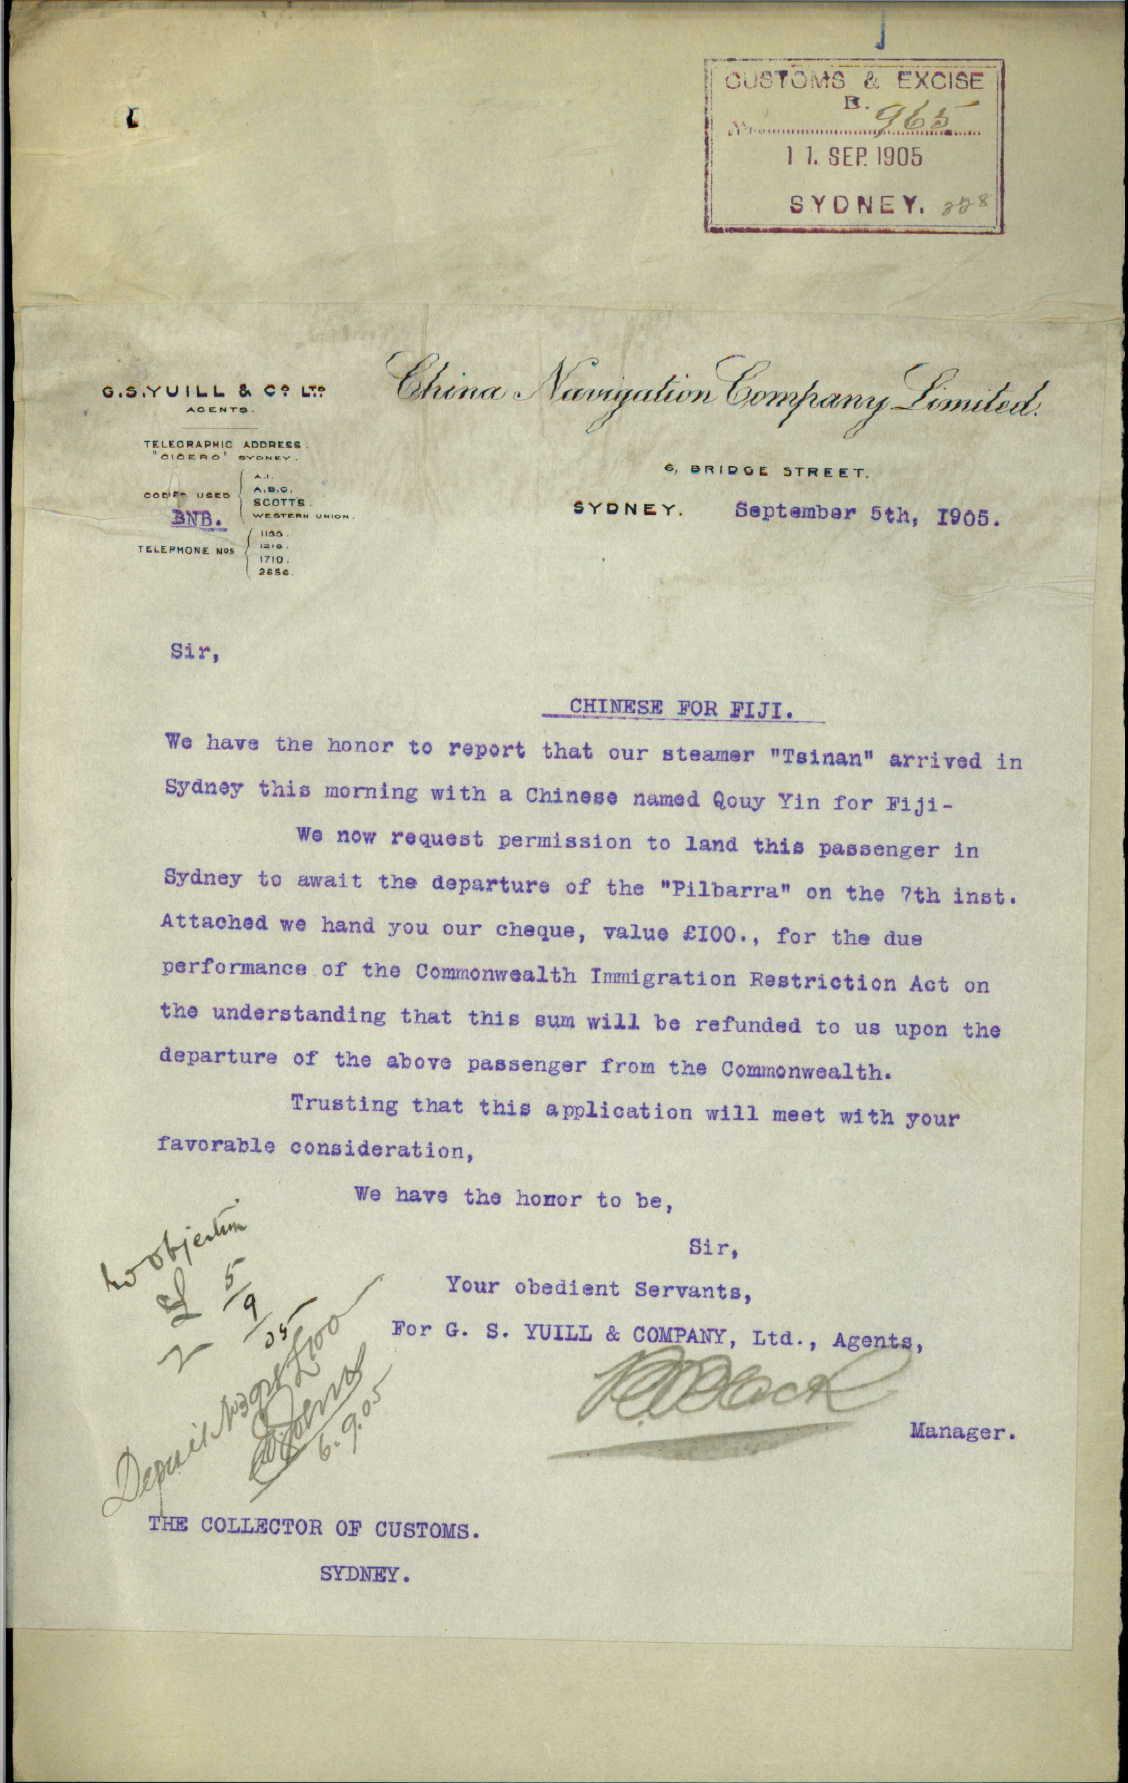 CUSTOMS & EXCISE
B.
No 965
11. SEP. 1905
SYDNEY. 228
G.S. YUILL & Co. LTD
AGENTS.
China Navigation Company Limited.
TELEGRAPHIC ADDRESS.
"CICERO" SYDNEY.
6, BRIDGE STREET.
CODES USED
A.I.
A.B.C.
SCOTTS.
WESTERN UNION.
BNB.
SYDNEY. September 5th, I905.
TELEPHONE Nos
1710.
Sir,
CHINESE FOR FIJI.
We have the honor to report that our steamer "Tsinan" arrived in
Sydney this morning with a Chinese named Qouy Yin for Fiji-
We now request permission to land this passenger in
Sydney to await the departure of the "Pilbarra" on the 7th inst.
Attached we hand you our cheque, value £I00., for the due
performance of the Commonwealth Immigration Restriction Act on
the understanding that this sum will be refunded to us upon the
departure of the above passenger from the Commonwealth.
Trusting that this application will meet with your
favorable consideration,
We have the honor to be,
Sir,
Your obedient Servants,
For G. S. YUILL & COMPANY, Ltd., Agents,
Manager.
No objection
5/9/05
Deposit £100
6.9.05
THE COLLECTOR OF CUSTOMS.
SYDNEY.